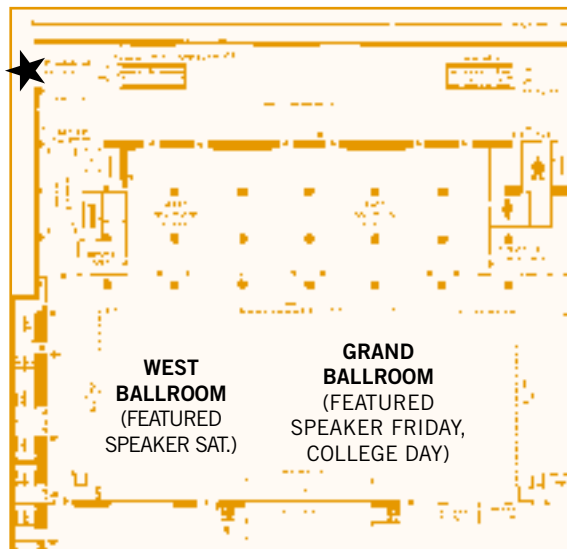 WEST
BALLROOM
(FEATURED
SPEAKER SAT.)
GRAND
BALLROOM
(FEATURED
SPEAKER FRIDAY,
COLLEGE DAY)